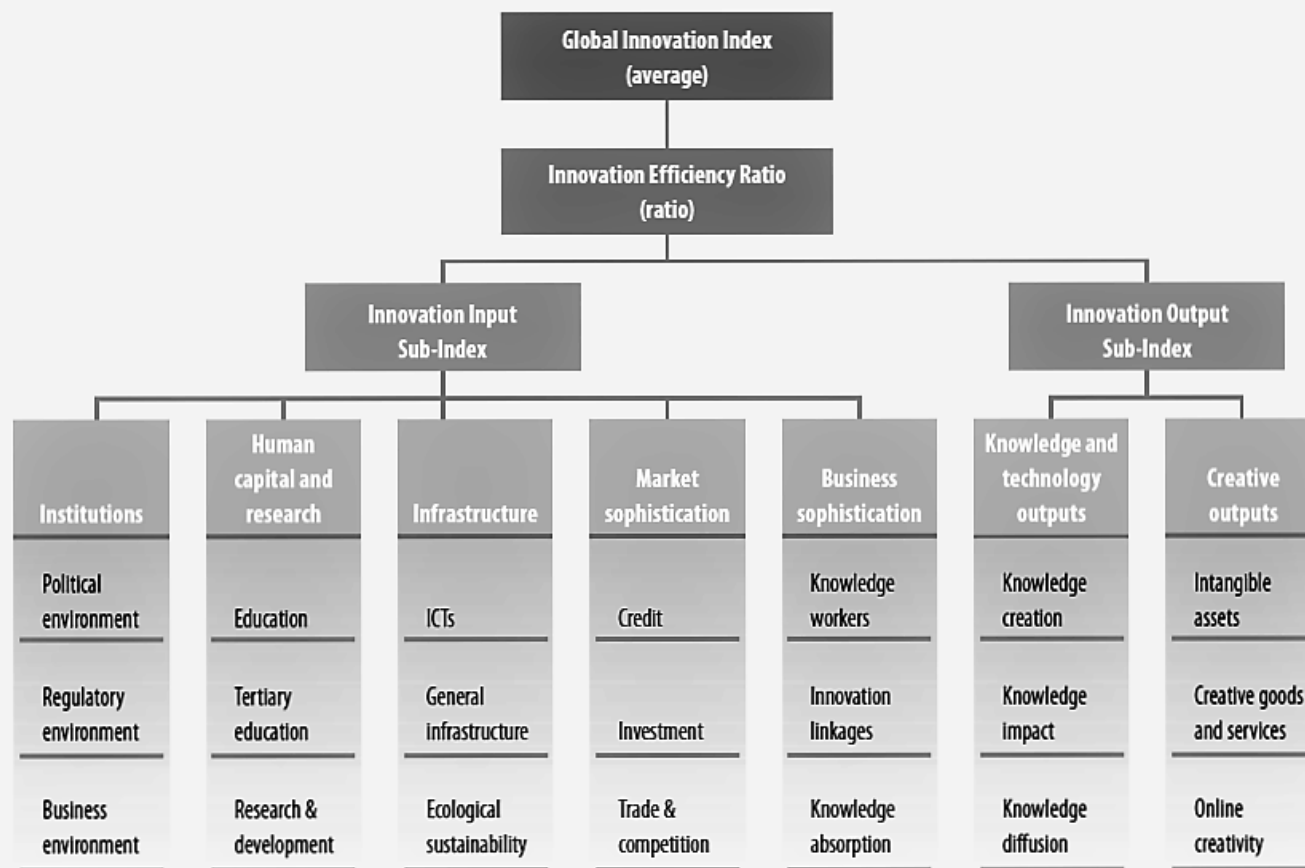 Global Innovation Index
(average)
Innovation Efficiency Ratio
(ratio)
Innovation Input
Sub-Index
Innovation Output
Sub-Index
Institutions
Human
capital and
research
Infrastructure
Market
sophistication
Business
sophistication
Knowledge and
technology
outputs
Creative
outputs
Political
environment
Education
ICTs
Credit
Knowledge
workers
Knowledge
creation
Intangible
assets
Regulatory
environment
Tertiary
education
General
infrastructure
Investment
Innovation
linkages
Knowledge
impact
Creative goods
and services
Business
environment
Research &
development
Ecological
sustainability
Trade &
competition
Knowledge
absorption
Knowledge
diffusion
Online
creativity